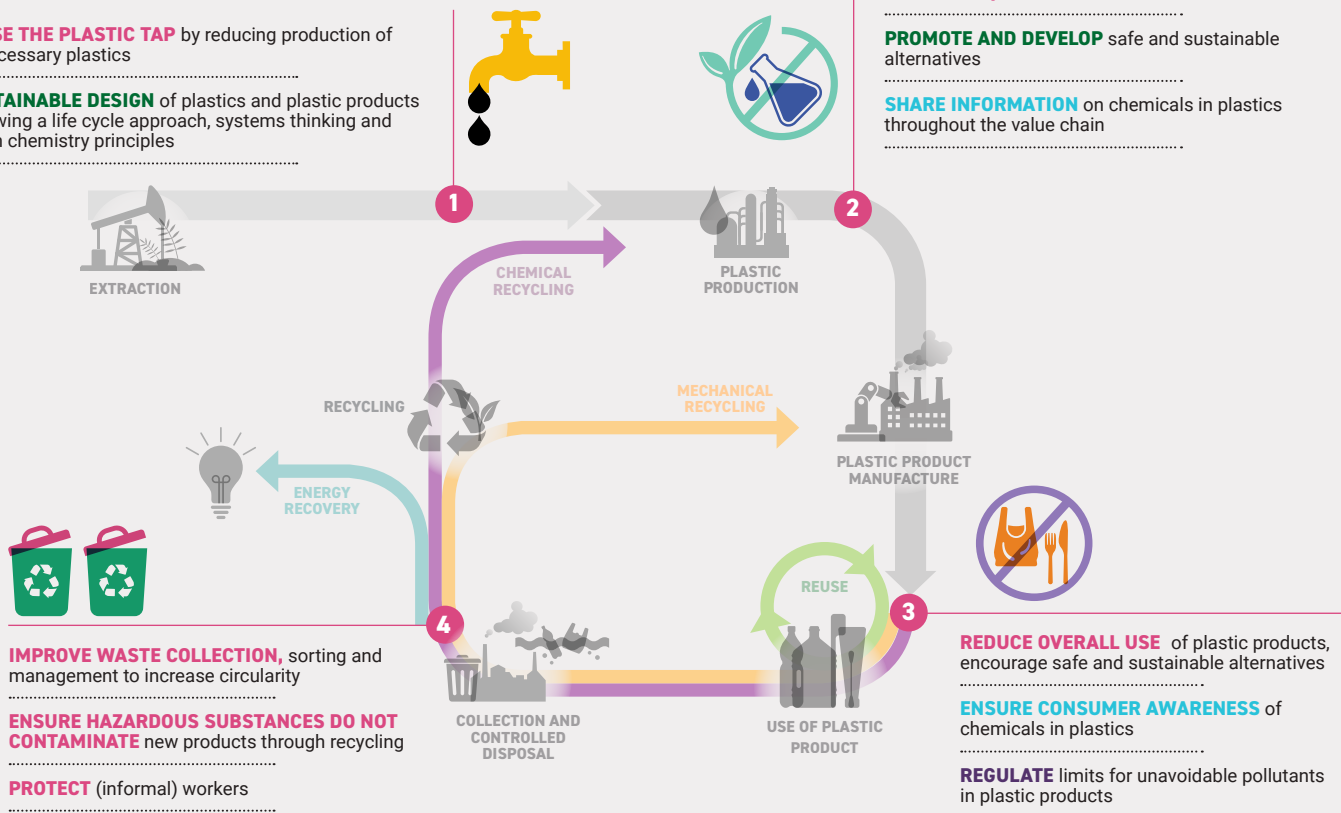 SE THE PLASTIC TAP by reducing production of
cessary plastics
TAINABLE DESIGN of plastics and plastic products
wing a life cycle approach, systems thinking and
n chemistry principles
PROMOTE AND DEVELOP safe and sustainable
alternatives
SHARE INFORMATION on chemicals in plastics
throughout the value chain
1
2
EXTRACTION
CHEMICAL
RECYCLING
PLASTIC
PRODUCTION
RECYCLING
MECHANICAL
RECYCLING
PLASTIC PRODUCT
MANUFACTURE
ENERGY
RECOVERY
REUSE
3
4
IMPROVE WASTE COLLECTION, sorting and
management to increase circularity
ENSURE HAZARDOUS SUBSTANCES DO NOT
CONTAMINATE new products through recycling
PROTECT (informal) workers
COLLECTION AND
CONTROLLED
DISPOSAL
USE OF PLASTIC
PRODUCT
REDUCE OVERALL USE of plastic products,
encourage safe and sustainable alternatives
ENSURE CONSUMER AWARENESS of
chemicals in plastics
REGULATE limits for unavoidable pollutants
in plastic products